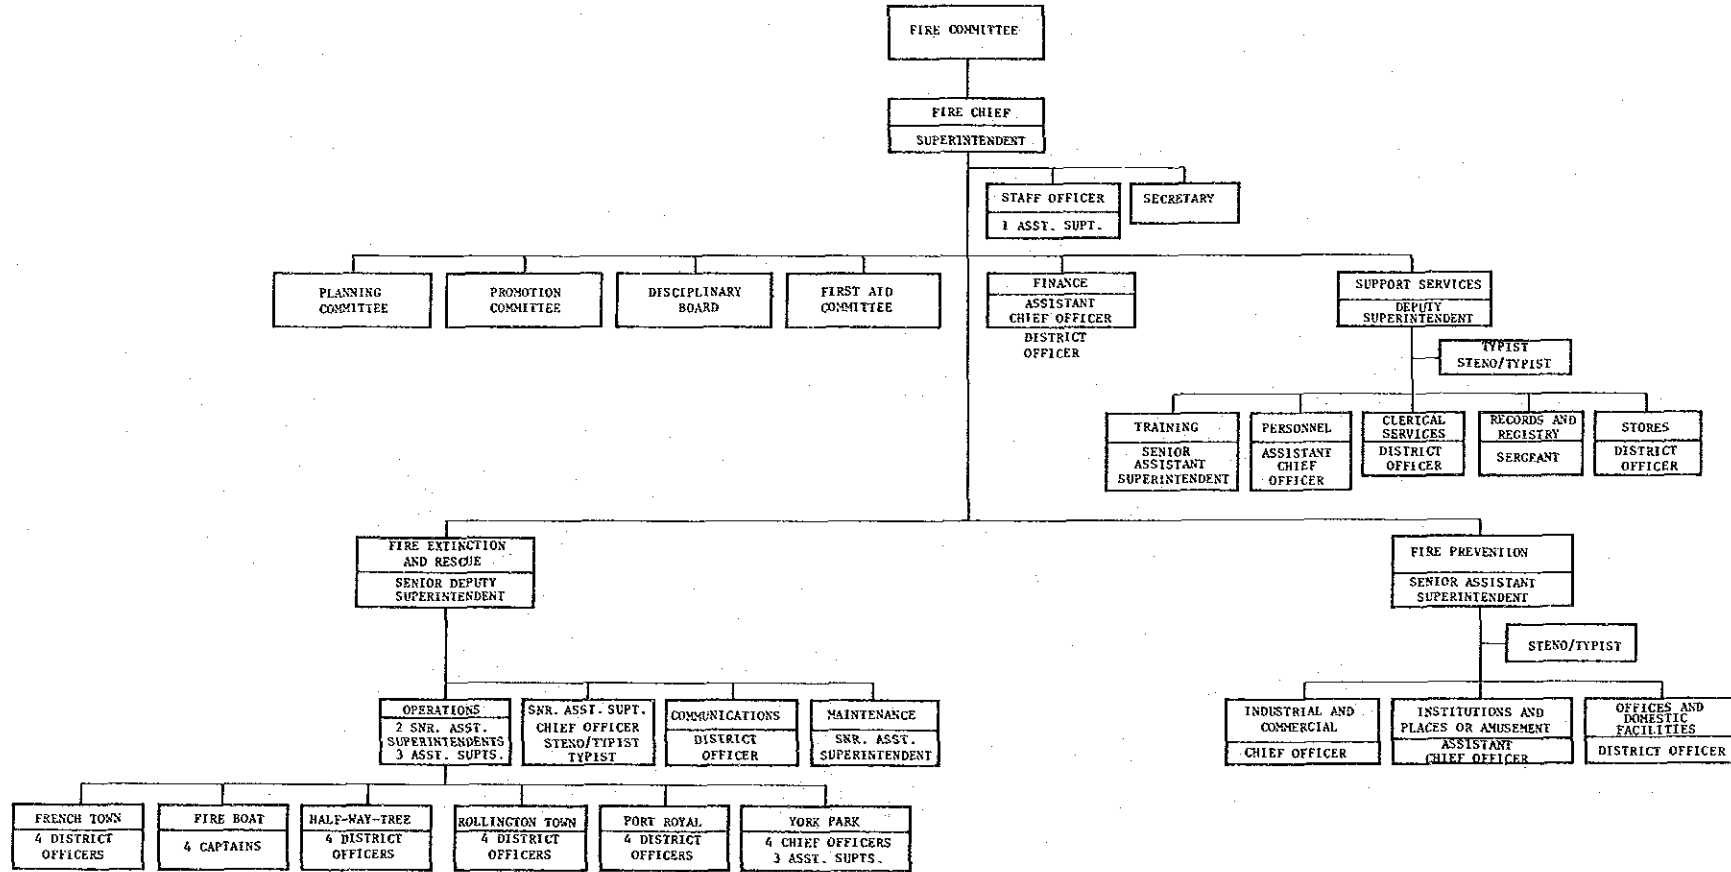 FIRE COMMITTEE
FIRE CHIEF
SUPERINTENDENT
STAFF OFFICER
1 ASST. SUPT.
SECRETARY
PLANNING
COMMITTEE
PROMOTION
COMMITTEE
DISCIPLINARY
BOARD
FIRST AID
COMMITTEE
FINANCE
ASSISTANT
CHIEF OFFICER
DISTRICT
OFFICER
SUPPORT SERVICES
DEPUTY
SUPERINTENDENT
TYPIST
STENO/TYPIST
TRAINING
SENIOR
ASSISTANT
SUPERINTENDENT
PERSONNEL
ASSISTANT
CHIEF
OFFICER
CLERICAL
SERVICES
DISTRICT
OFFICER
RECORDS AND
REGISTRY
SERGEANT
STORES
DISTRICT
OFFICER
FIRE EXTINCTION
AND RESCUE
SENIOR DEPUTY
SUPERINTENDENT
FIRE PREVENTION
SENIOR ASSISTANT
SUPERINTENDENT
STENO/TYPIST
OPERATIONS
2 SNR. ASST.
SUPERINTENDENTS
3 ASST. SUPTS.
SNR. ASST. SUPT.
CHIEF OFFICER
STENO/TYPIST
TYPIST
COMMUNICATIONS
DISTRICT
OFFICER
MAINTENANCE
SNR. ASST.
SUPERINTENDENT
INDUSTRIAL AND
COMMERCIAL
CHIEF OFFICER
INSTITUTIONS AND
PLACES OR AMUSEMENT
ASSISTANT
CHIEF OFFICER
OFFICES AND
DOMESTIC
FACILITIES
DISTRICT OFFICER
FRENCH TOWN
4 DISTRICT
OFFICERS
FIRE BOAT
4 CAPTAINS
HALF-WAY-TREE
4 DISTRICT
OFFICERS
ROLLINGTON TOWN
4 DISTRICT
OFFICERS
PORT ROYAL
4 DISTRICT
OFFICERS
YORK PARK
4 CHIEF OFFICERS
3 ASST. SUPTS.